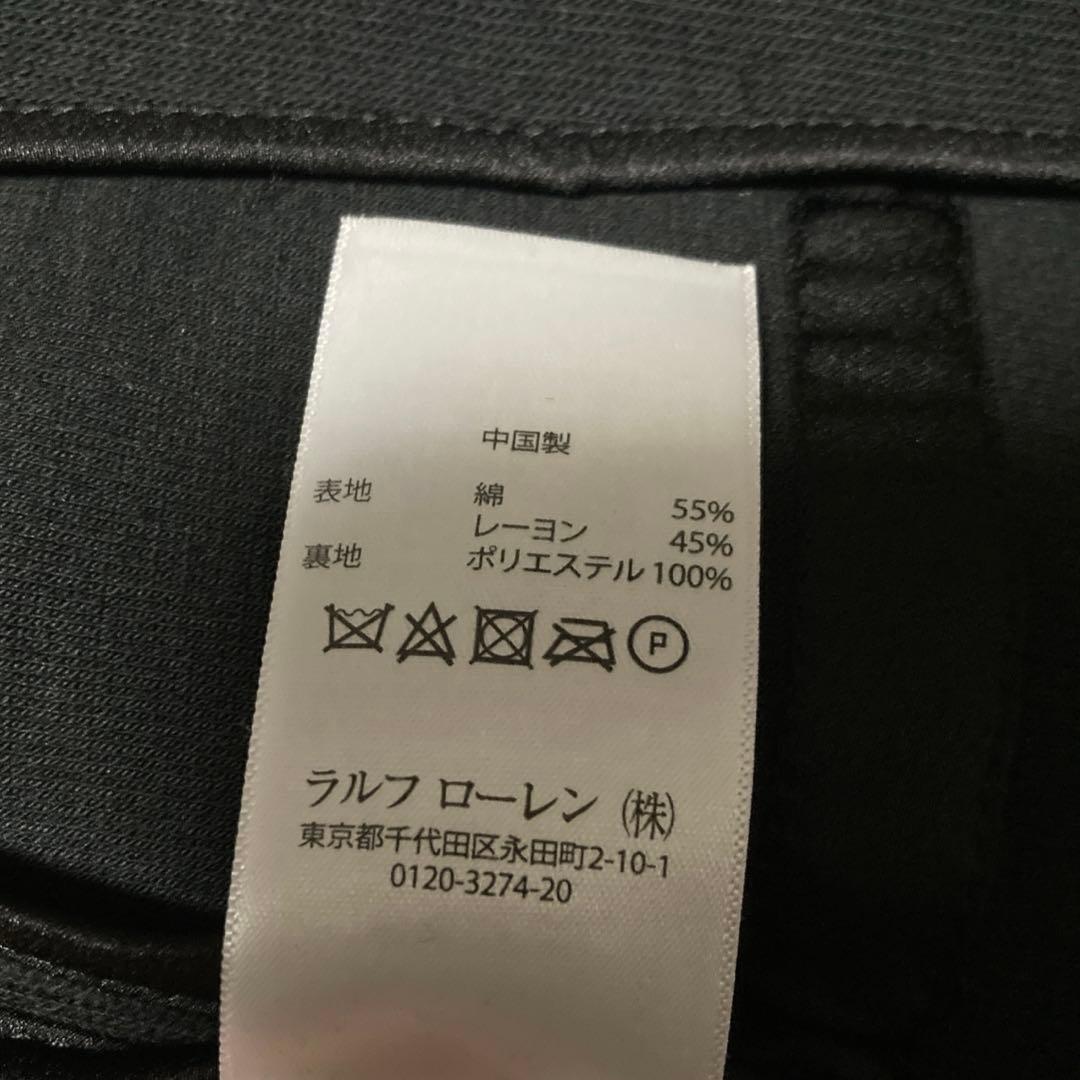 中国製
表地 綿 55%
レーヨン 45%
裏地 ポリエステル 100%
P
ラルフ ローレン (株)
東京都千代田区永田町2-10-1
0120-3274-20